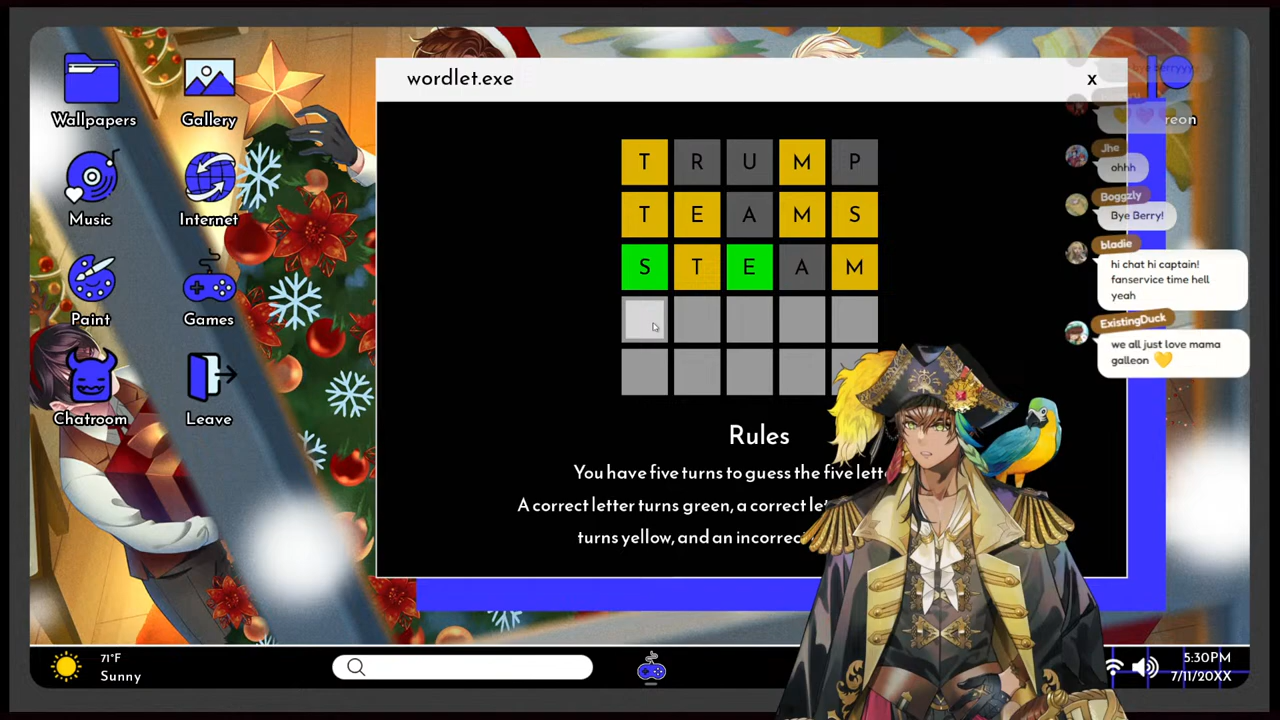 wordlet.exe
x
Wallpapers
Gallery
Music
Internet
Paint
Games
Chatroom
Leave
T R U M P
T E A M S
S T E A M
Rules
You have five turns to guess the five lett
A correct letter turns green, a correct le
turns yellow, and an incorrec
reon
Jhe
ohhh
Boggzly
Bye Berry!
bladie
hi chat hi captain!
fanservice time hell
yeah
ExistingDuck
we all just love mama
galleon 💛
71°F
Sunny
5:30PM
7/11/20XX